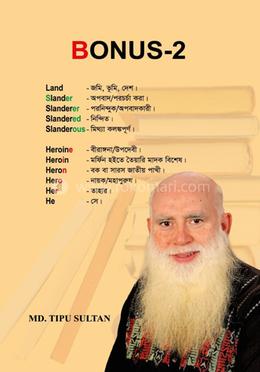 BONUS-2
Land - জমি, ভূমি, দেশ।
Slander - অপবাদ/পরচর্চা করা।
Slanderer - পরনিন্দুক/অপবাদকারী।
Slandered - নিন্দিত।
Slanderous - মিথ্যা কলঙ্কপূর্ণ।
Heroine - বীরাঙ্গনা/উপদেবী।
Heroin - মর্ফিন হইতে তৈয়ারি মাদক বিশেষ।
Heron - বক বা সারস জাতীয় পাখী।
Hero - নায়ক/মহাপুরুষ।
Her - তাহার।
He - সে।
MD. TIPU SULTAN